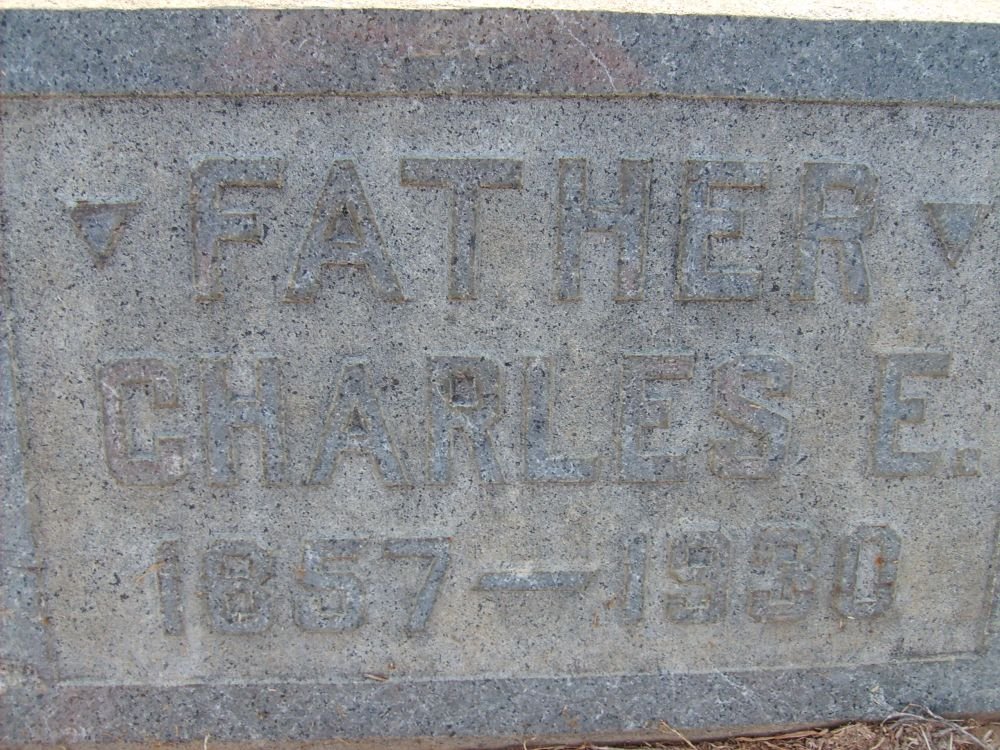 FATHER
CHARLES E.
1857—1930